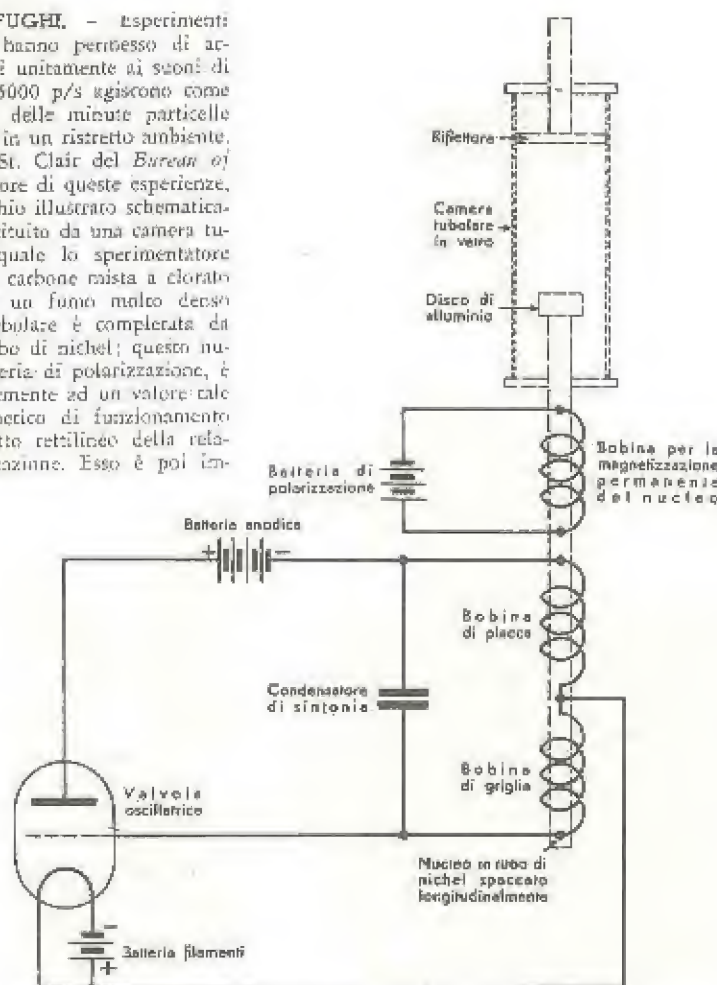 FUGHI. – Esperimenti
hanno permesso di ac-
unitamente ai suoni di
5000 p/s agiscono come
delle minute particelle
in un ristretto ambiente.
St. Clair del Bureau of
ore di queste esperienze,
hio illustrato schematica-
tituito da una camera tu-
quale lo sperimentatore
carbone mista a clorato
un fumo molto denso
bulare è completata da
bo di nichel; questo nu-
eria di polarizzazione, è
emente ad un valore tale
netico di funzionamento
tto rettilineo della rela-
azione. Esso è poi im-
Riflettore
Camera
tubolare
in vetro
Disco di
alluminio
Bobina per la
magnetizzazione
permanente
del nucleo
Batteria di
polarizzazione
Batteria anodica
+ –
Bobina
di placca
Condensatore
di sintonia
Bobina
di griglia
Valvola
oscillatrice
Nucleo in tubo di
nichel spaccato
longitudinalmente
–
Batteria filamenti
+